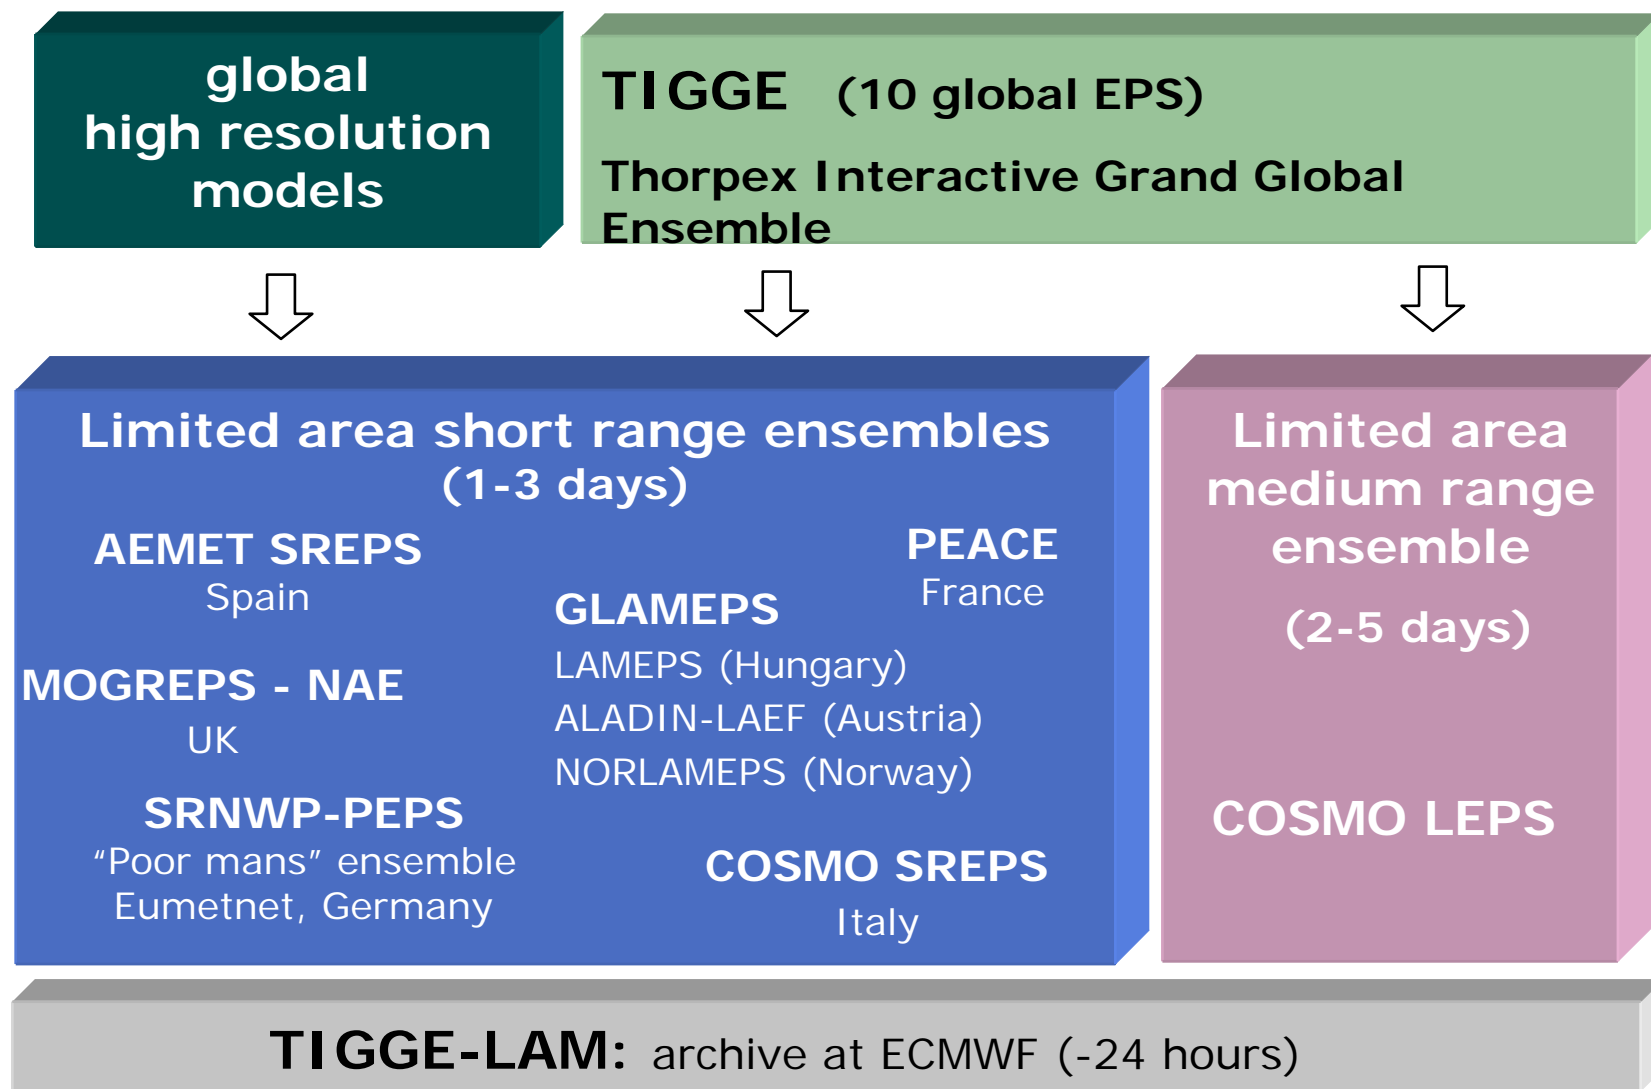 global
high resolution
models
TIGGE (10 global EPS)
Thorpex Interactive Grand Global
Ensemble
Limited area short range ensembles
(1-3 days)
AEMET SREPS
Spain
PEACE
France
GLAMEPS
LAMEPS (Hungary)
ALADIN-LAEF (Austria)
NORLAMEPS (Norway)
MOGREPS - NAE
UK
SRNWP-PEPS
“Poor mans” ensemble
Eumetnet, Germany
COSMO SREPS
Italy
Limited area
medium range
ensemble
(2-5 days)
COSMO LEPS
TIGGE-LAM: archive at ECMWF (-24 hours)